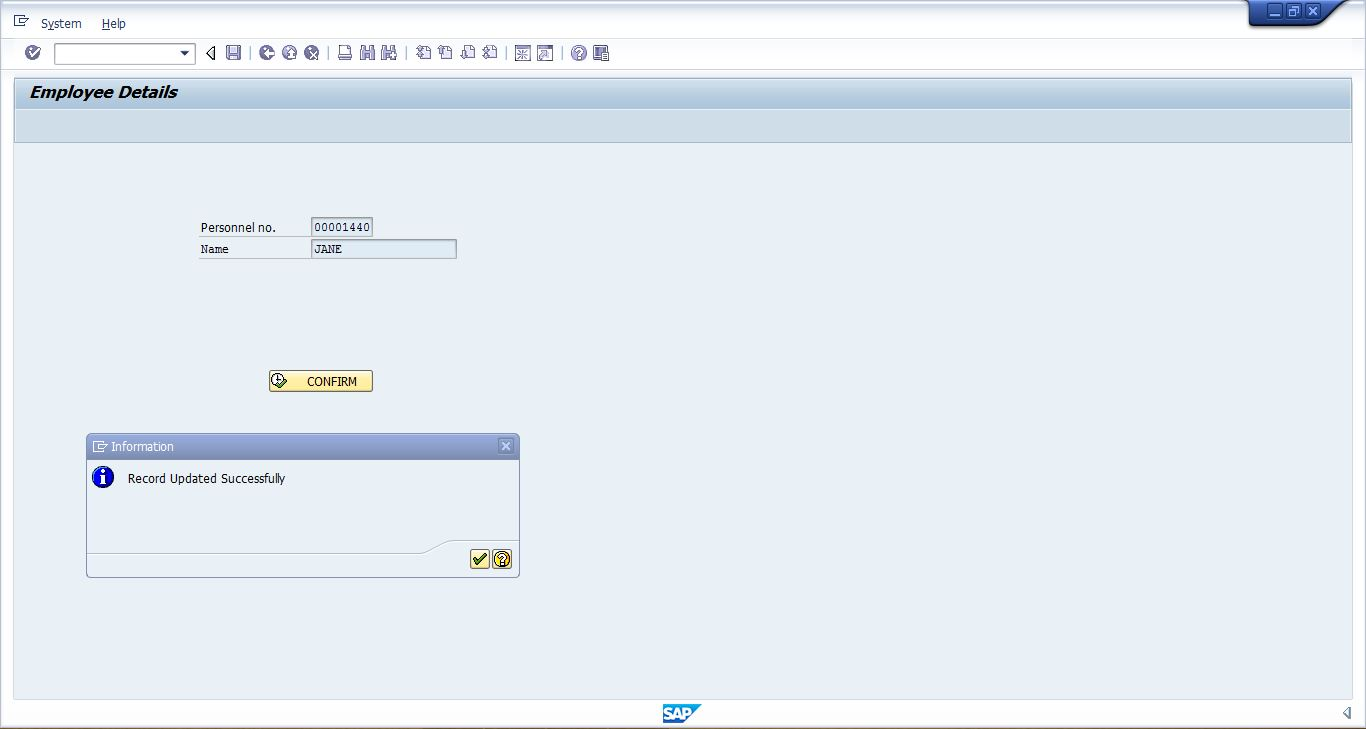 System Help
Employee Details
Personnel no. 00001440
Name JANE
CONFIRM
Information
Record Updated Successfully
SAP